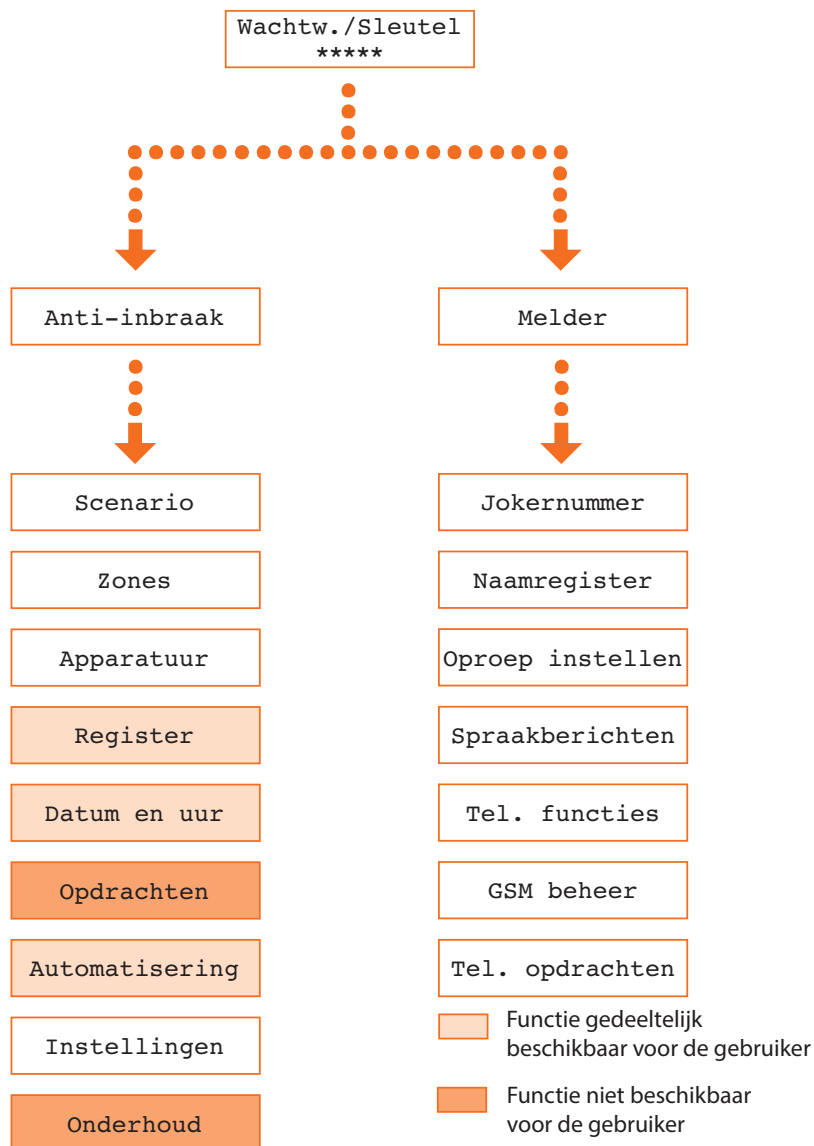 Wachtw./Sleutel
*****
Anti-inbraak
Melder
Scenario
Zones
Apparatuur
Register
Datum en uur
Opdrachten
Automatisering
Instellingen
Onderhoud
Jokernummer
Naamregister
Oproep instellen
Spraakberichten
Tel. functies
GSM beheer
Tel. opdrachten
Functie gedeeltelijk
beschikbaar voor de gebruiker
Functie niet beschikbaar
voor de gebruiker